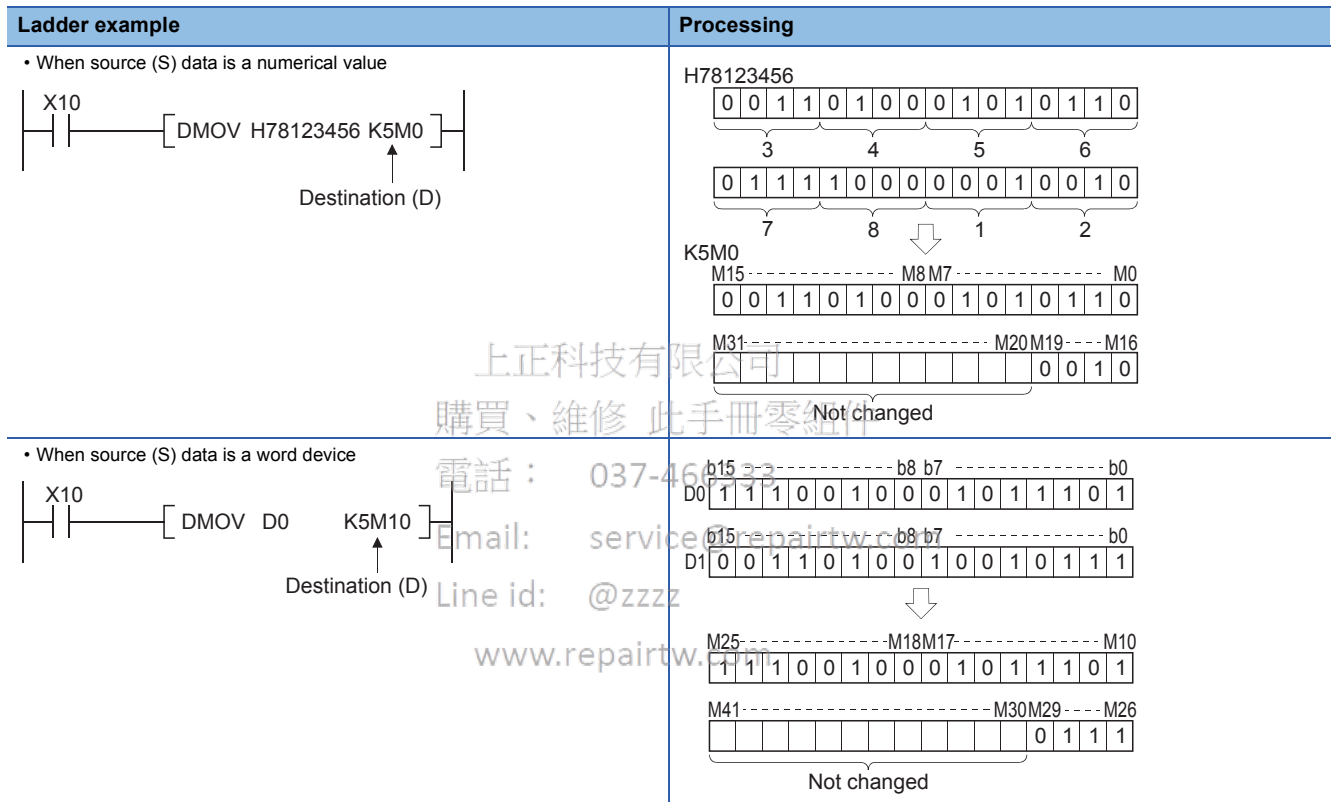 Ladder example
Processing
• When source (S) data is a numerical value
X10
DMOV H78123456 K5M0
Destination (D)
H78123456
0 0 1 1 0 1 0 0 0 1 0 1 0 1 1 0
3 4 5 6
0 1 1 1 1 0 0 0 0 0 0 1 0 0 1 0
7 8 1 2
K5M0
M15 M8 M7 M0
0 0 1 1 0 1 0 0 0 1 0 1 0 1 1 0
M31 M20 M19 M16
0 0 1 0
Not changed
上正科技有限公司
購買、維修 此手冊零組件
• When source (S) data is a word device
X10
DMOV D0 K5M10
Destination (D)
電話： 037-466333
Email: service@repairtw.com
Line id: @zzzz
www.repairtw.com
b15 b8 b7 b0
D0 1 1 1 0 0 1 0 0 0 1 0 1 1 1 0 1
b15 b8 b7 b0
D1 0 0 1 1 0 1 0 0 1 0 0 1 0 1 1 1
M25 M18 M17 M10
1 1 1 0 0 1 0 0 0 1 0 1 1 1 0 1
M41 M30 M29 M26
0 1 1 1
Not changed